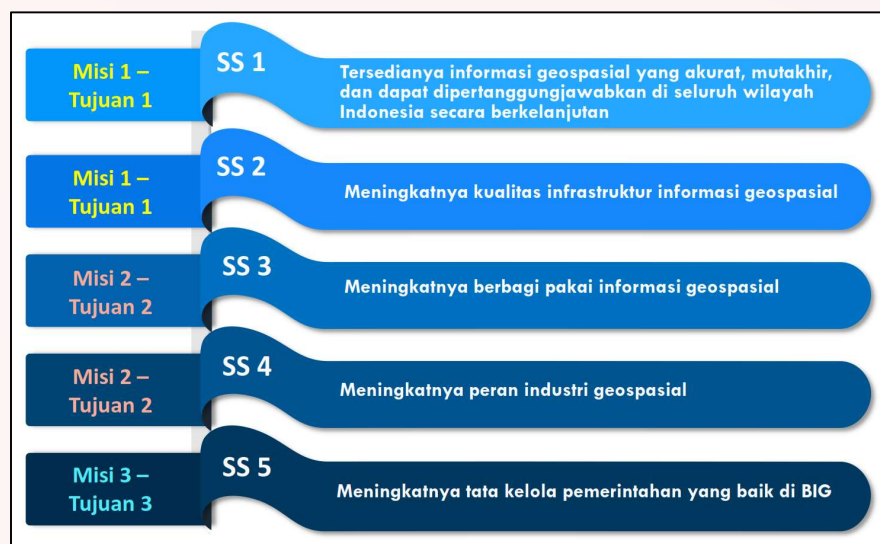 Misi 1 –
Tujuan 1
SS 1
Tersedianya informasi geospasial yang akurat, mutakhir,
dan dapat dipertanggungjawabkan di seluruh wilayah
Indonesia secara berkelanjutan
Misi 1 –
Tujuan 1
SS 2
Meningkatnya kualitas infrastruktur informasi geospasial
Misi 2 –
Tujuan 2
SS 3
Meningkatnya berbagi pakai informasi geospasial
Misi 2 –
Tujuan 2
SS 4
Meningkatnya peran industri geospasial
Misi 3 –
Tujuan 3
SS 5
Meningkatnya tata kelola pemerintahan yang baik di BIG